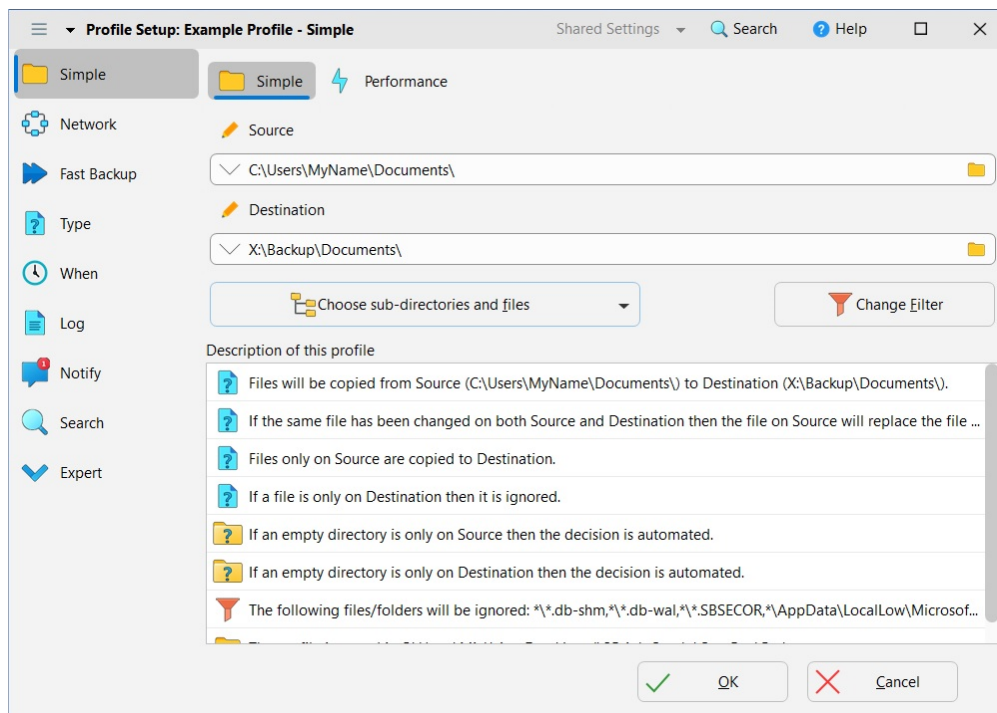 Profile Setup: Example Profile - Simple
Shared Settings
Search
Help
Simple
Network
Fast Backup
Type
When
Log
Notify
1
Search
Expert
Simple
Performance
Source
C:\Users\MyName\Documents\
Destination
X:\Backup\Documents\
Choose sub-directories and files
Change Filter
Description of this profile
Files will be copied from Source (C:\Users\MyName\Documents\) to Destination (X:\Backup\Documents\).
If the same file has been changed on both Source and Destination then the file on Source will replace the file ...
Files only on Source are copied to Destination.
If a file is only on Destination then it is ignored.
If an empty directory is only on Source then the decision is automated.
If an empty directory is only on Destination then the decision is automated.
The following files/folders will be ignored: *\*.db-shm,*\*.db-wal,*\*.SBSECOR,*\AppData\LocalLow\Microsof...
OK
Cancel